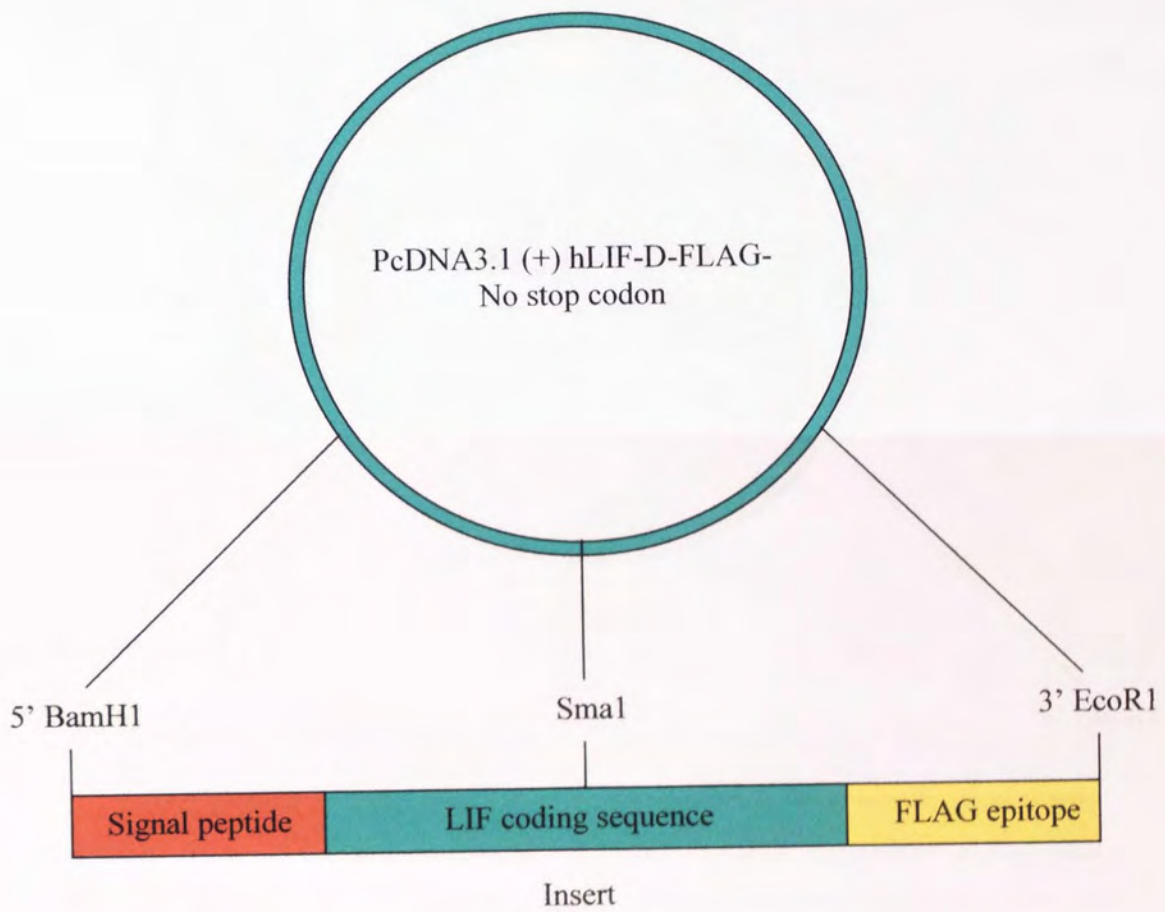 PcDNA3.1 (+) hLIF-D-FLAG-
No stop codon
5’ BamH1
Sma1
3’ EcoR1
Signal peptide
LIF coding sequence
FLAG epitope
Insert